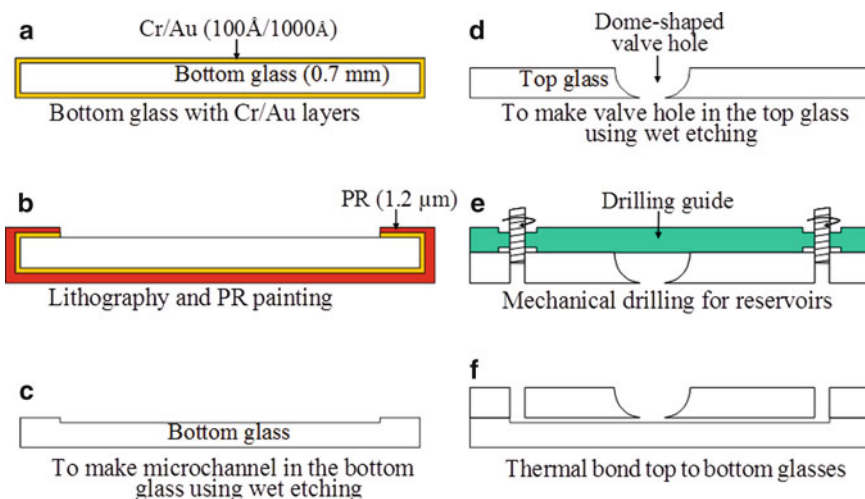 a
Cr/Au (100Å/1000Å)
Bottom glass (0.7 mm)
Bottom glass with Cr/Au layers
b
PR (1.2 µm)
Lithography and PR painting
c
Bottom glass
To make microchannel in the bottom
glass using wet etching
d
Dome-shaped
valve hole
Top glass
To make valve hole in the top glass
using wet etching
e
Drilling guide
Mechanical drilling for reservoirs
f
Thermal bond top to bottom glasses